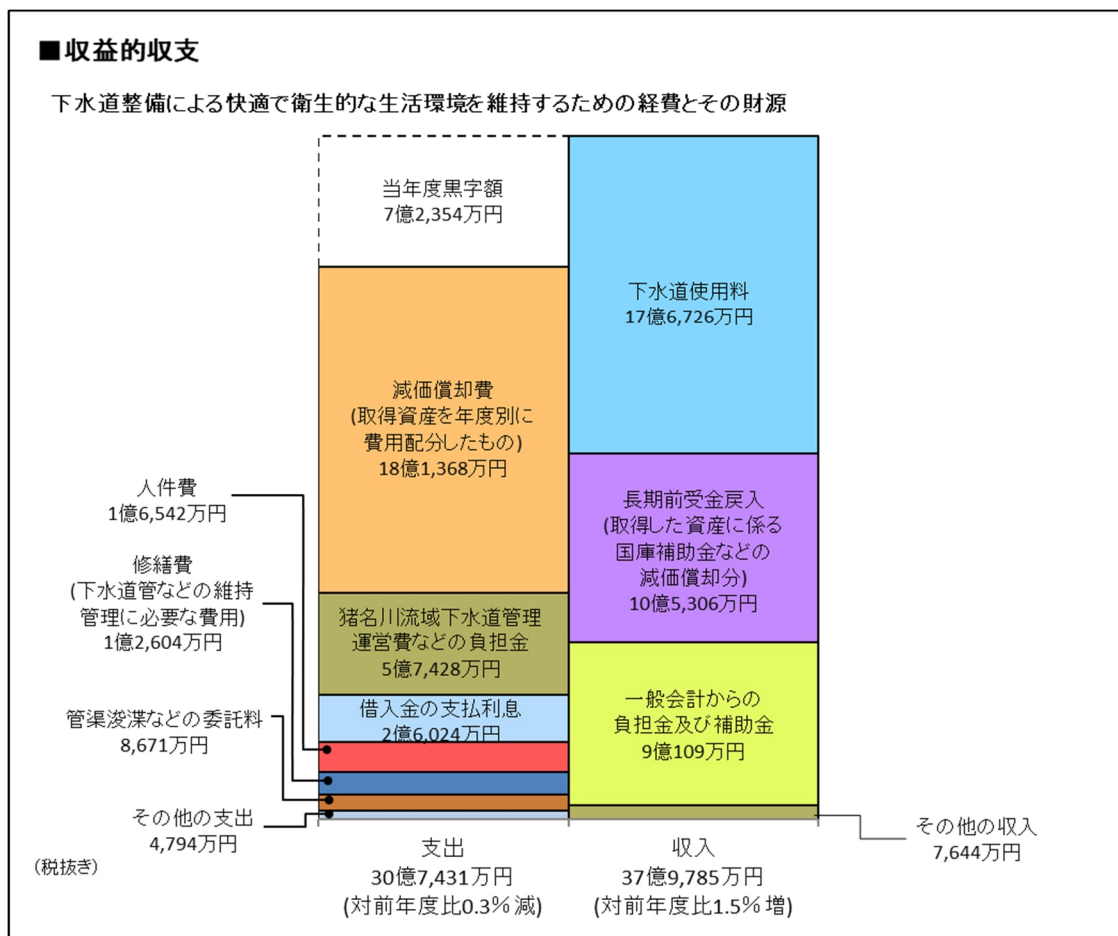 ■収益的収支
下水道整備による快適で衛生的な生活環境を維持するための経費とその財源
当年度黒字額
7億2,354万円
減価償却費
(取得資産を年度別に
費用配分したもの)
18億1,368万円
猪名川流域下水道管理
運営費などの負担金
5億7,428万円
借入金の支払利息
2億6,024万円
人件費
1億6,542万円
修繕費
(下水道管などの維持
管理に必要な費用)
1億2,604万円
管渠浚渫などの委託料
8,671万円
その他の支出
4,794万円
下水道使用料
17億6,726万円
長期前受金戻入
(取得した資産に係る
国庫補助金などの
減価償却分)
10億5,306万円
一般会計からの
負担金及び補助金
9億109万円
その他の収入
7,644万円
(税抜き)
支出
30億7,431万円
(対前年度比0.3%減)
収入
37億9,785万円
(対前年度比1.5%増)